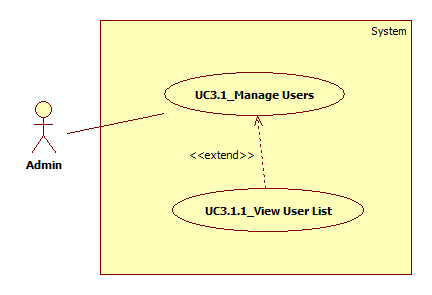 System
UC3.1_Manage Users
Admin
<<extend>>
UC3.1.1_View User List